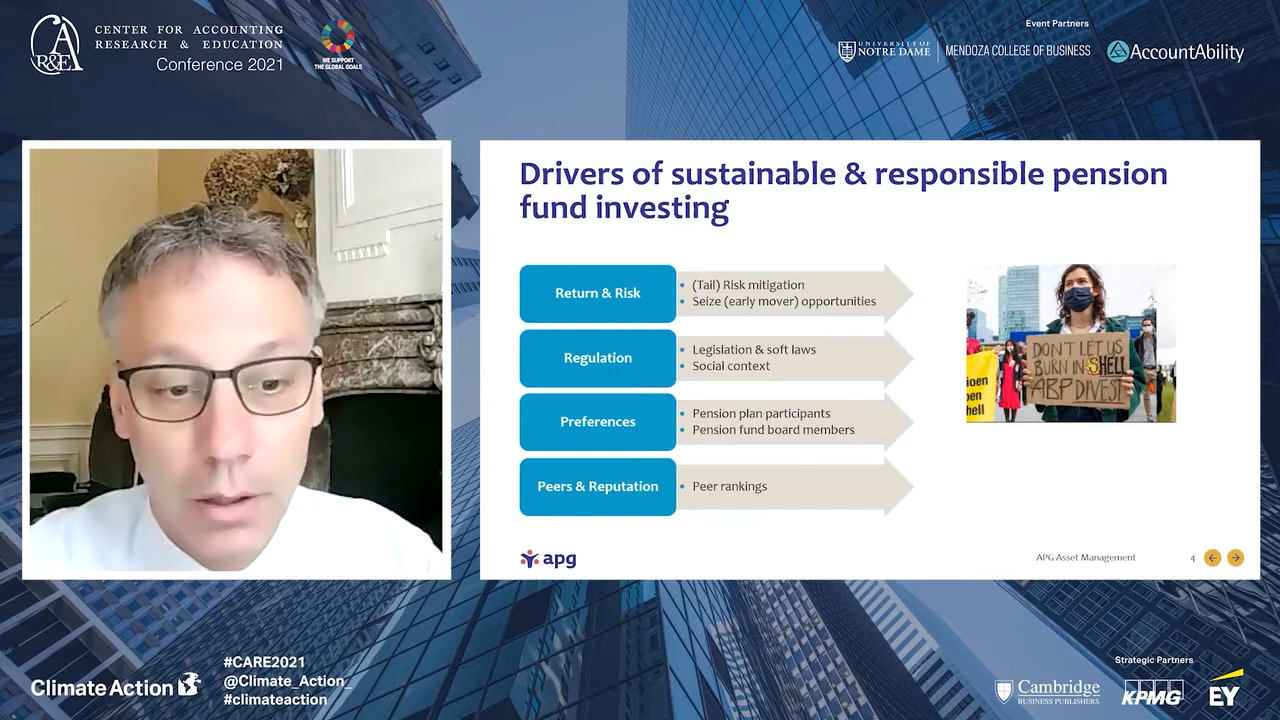 CENTER FOR ACCOUNTING
RESEARCH & EDUCATION
Conference 2021
CARE
WE SUPPORT
THE GLOBAL GOALS
Event Partners
UNIVERSITY OF
NOTRE DAME
MENDOZA COLLEGE OF BUSINESS
AccountAbility
Drivers of sustainable & responsible pension
fund investing
Return & Risk
• (Tail) Risk mitigation
• Seize (early mover) opportunities
Regulation
• Legislation & soft laws
• Social context
Preferences
• Pension plan participants
• Pension fund board members
Peers & Reputation
• Peer rankings
DON'T LET US
BURN IN SHELL
ABP DIVEST
ioen
pen
hell
apg
APG Asset Management
4
Climate Action
#CARE2021
@Climate_Action_
#climateaction
Strategic Partners
Cambridge
BUSINESS PUBLISHERS
KPMG
EY